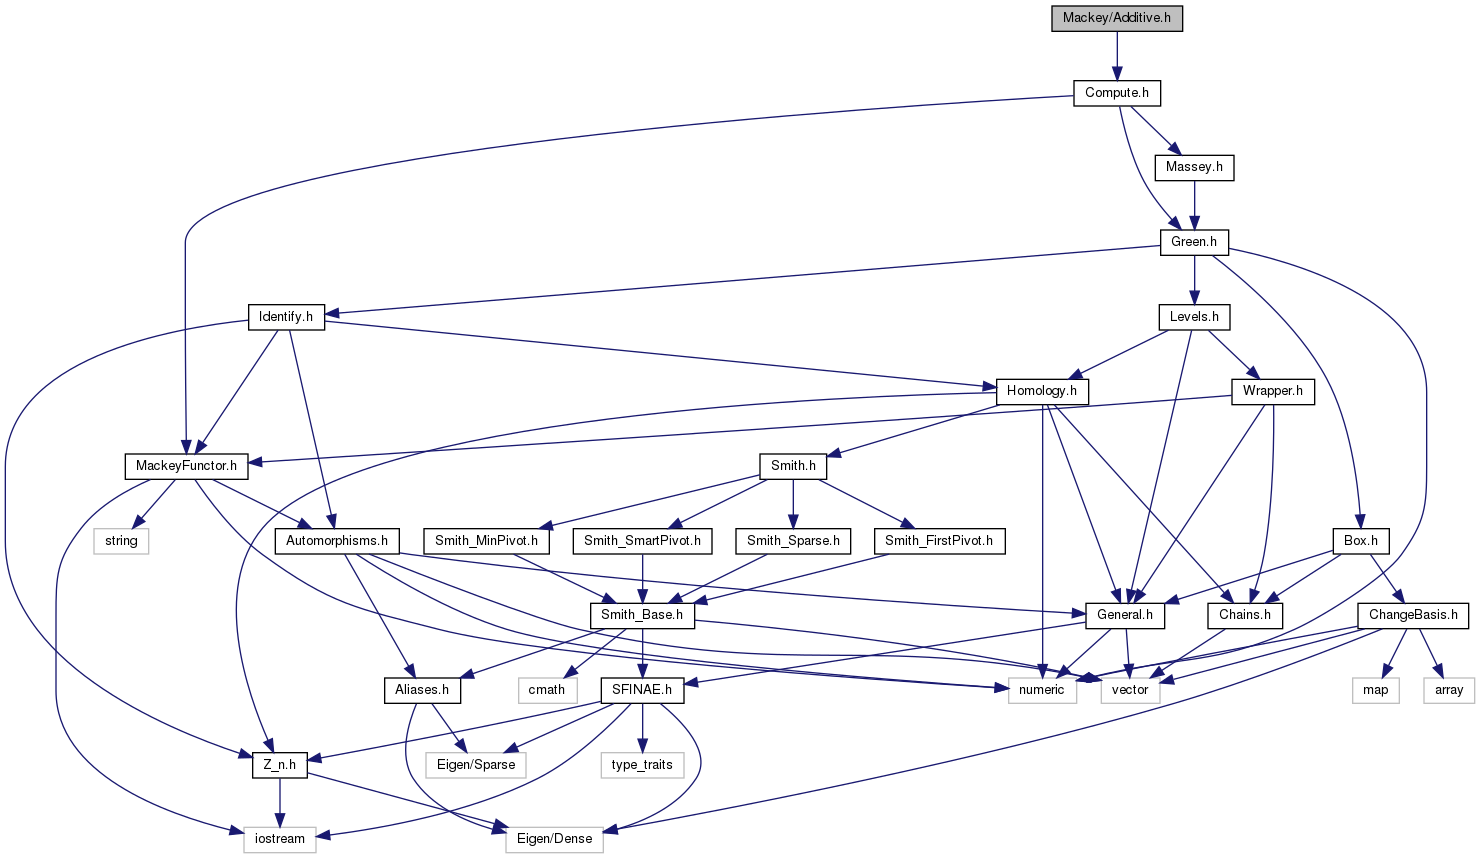 Mackey/Additive.h
Compute.h
Massey.h
Green.h
Identify.h
Levels.h
Homology.h
Wrapper.h
MackeyFunctor.h
Smith.h
string
Automorphisms.h
Smith_MinPivot.h
Smith_SmartPivot.h
Smith_Sparse.h
Smith_FirstPivot.h
Box.h
Smith_Base.h
General.h
Chains.h
ChangeBasis.h
Aliases.h
cmath
SFINAE.h
numeric
vector
map
array
Z_n.h
Eigen/Sparse
type_traits
iostream
Eigen/Dense